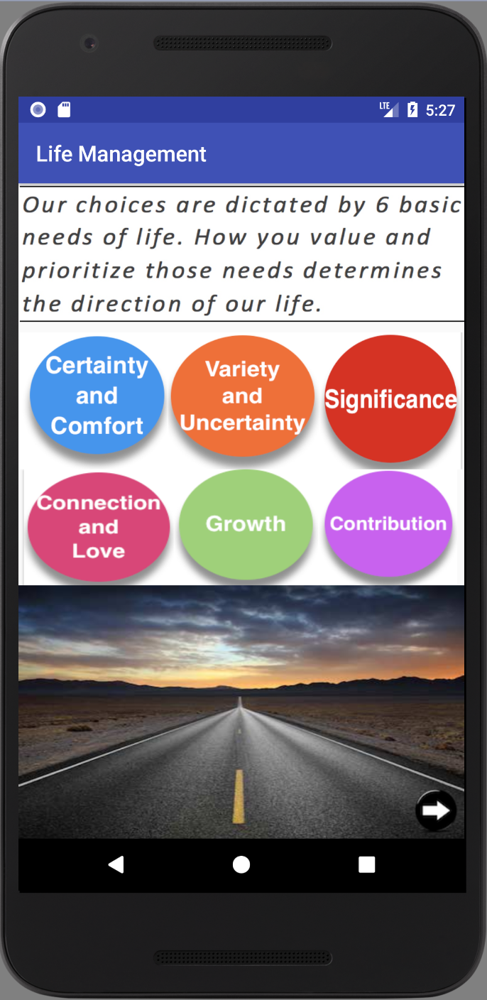 LTE 5:27
Life Management
Our choices are dictated by 6 basic
needs of life. How you value and
prioritize those needs determines
the direction of our life.
Certainty
and
Comfort
Variety
and
Uncertainty
Significance
Connection
and
Love
Growth
Contribution